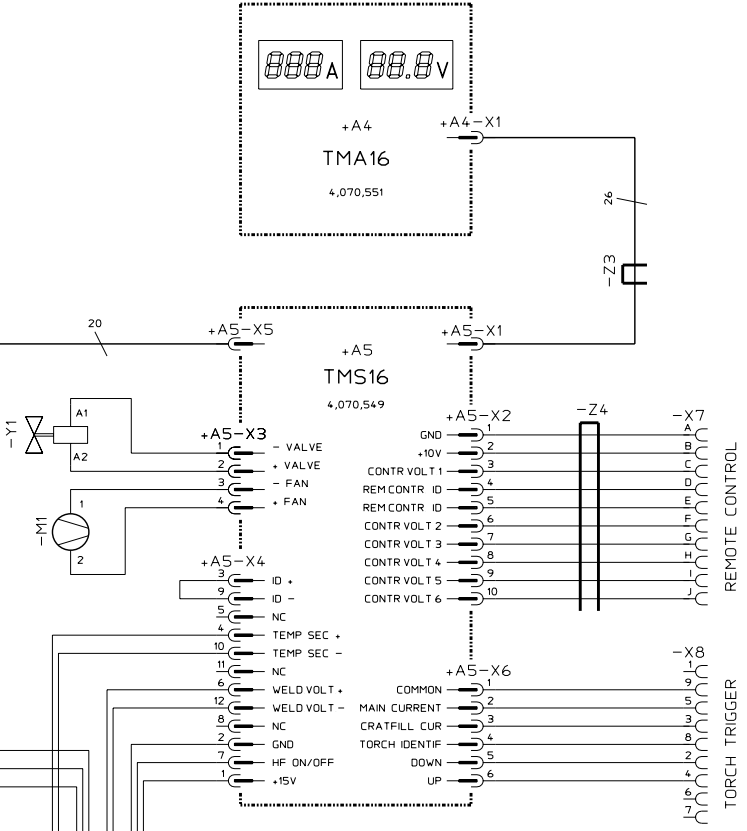 888 A 88.8 V
+A4
+A4-X1
TMA16
4,070,551
26
-Z3
20
+A5-X5
+A5-X1
+A5
TMS16
4,070,549
-Y1
A1
A2
+A5-X3
1 - VALVE
2 + VALVE
3 - FAN
4 + FAN
-M1
1
2
+A5-X4
3 ID +
9 ID -
5 NC
4 TEMP SEC +
10 TEMP SEC -
11 NC
6 WELD VOLT +
12 WELD VOLT -
8 NC
2 GND
7 HF ON/OFF
1 +15V
+A5-X2
-Z4
-X7
GND 1 A
+10V 2 B
CONTR VOLT 1 3 C
REM CONTR ID 4 D
REM CONTR ID 5 E
CONTR VOLT 2 6 F
CONTR VOLT 3 7 G
CONTR VOLT 4 8 H
CONTR VOLT 5 9 I
CONTR VOLT 6 10 J
REMOTE CONTROL
+A5-X6
-X8
1
COMMON 1 9
MAIN CURRENT 2 5
CRATFILL CUR 3 3
TORCH IDENTIF 4 8
DOWN 5 2
UP 6 4
6
7
TORCH TRIGGER